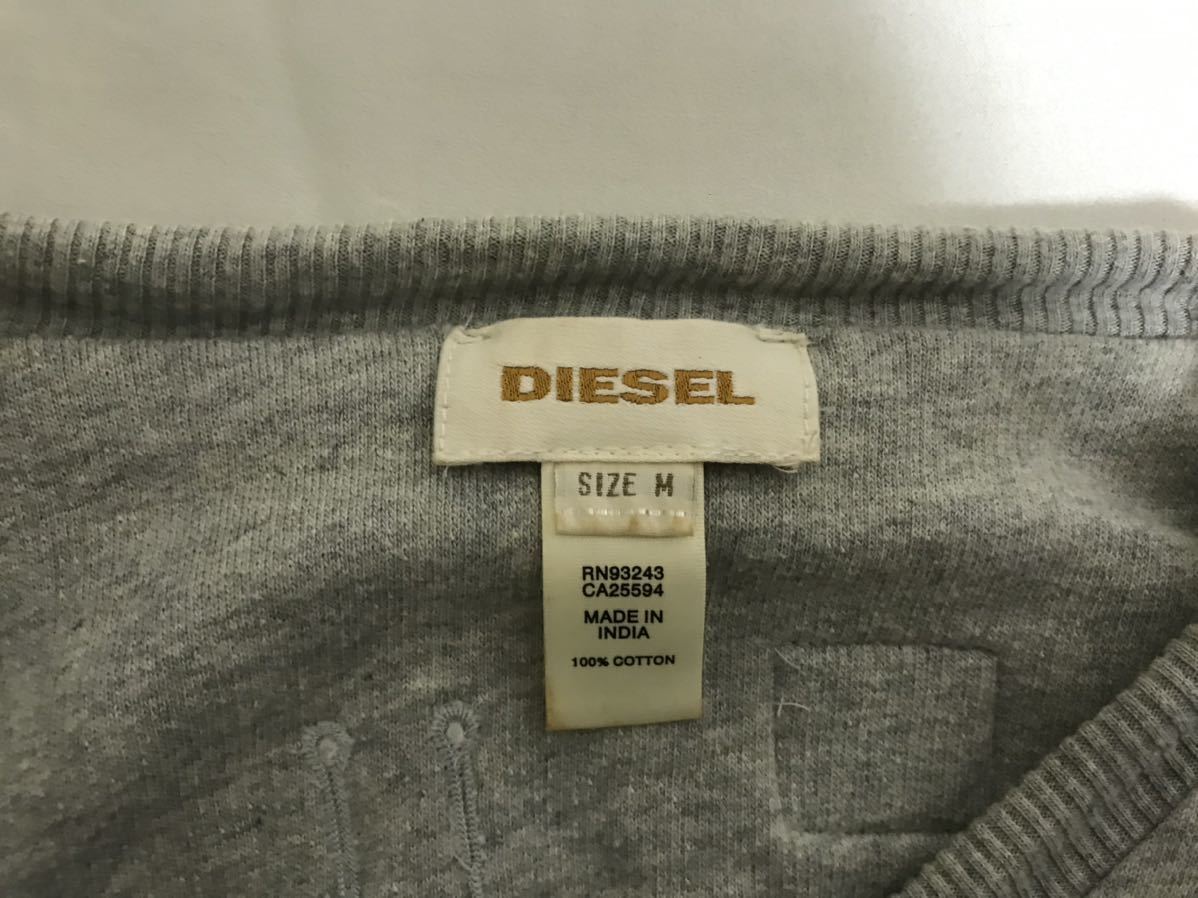 DIESEL
SIZE M
RN93243
CA25594
MADE IN
INDIA
100% COTTON